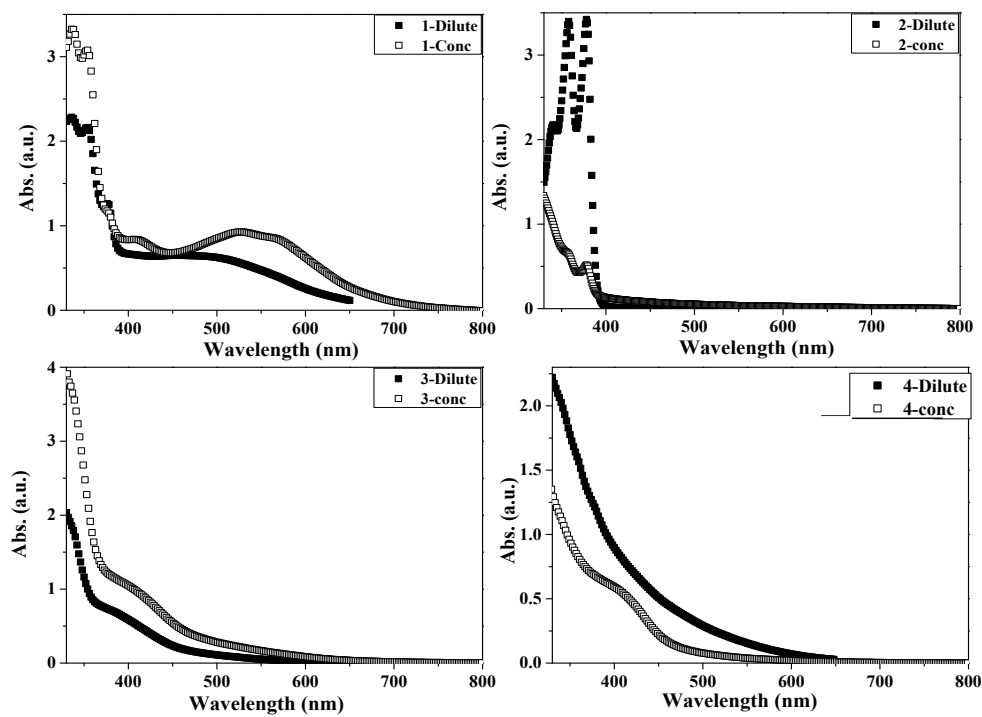 1-Dilute
1-Conc
Abs. (a.u.)
3
2
1
0
400 500 600 700 800
Wavelength (nm)
2-Dilute
2-conc
Abs. (a.u.)
3
2
1
0
400 500 600 700 800
Wavelength (nm)
3-Dilute
3-conc
Abs. (a.u.)
4
3
2
1
0
400 500 600 700 800
Wavelength (nm)
4-Dilute
4-conc
Abs. (a.u.)
2.0
1.5
1.0
0.5
0.0
400 500 600 700 800
Wavelength (nm)